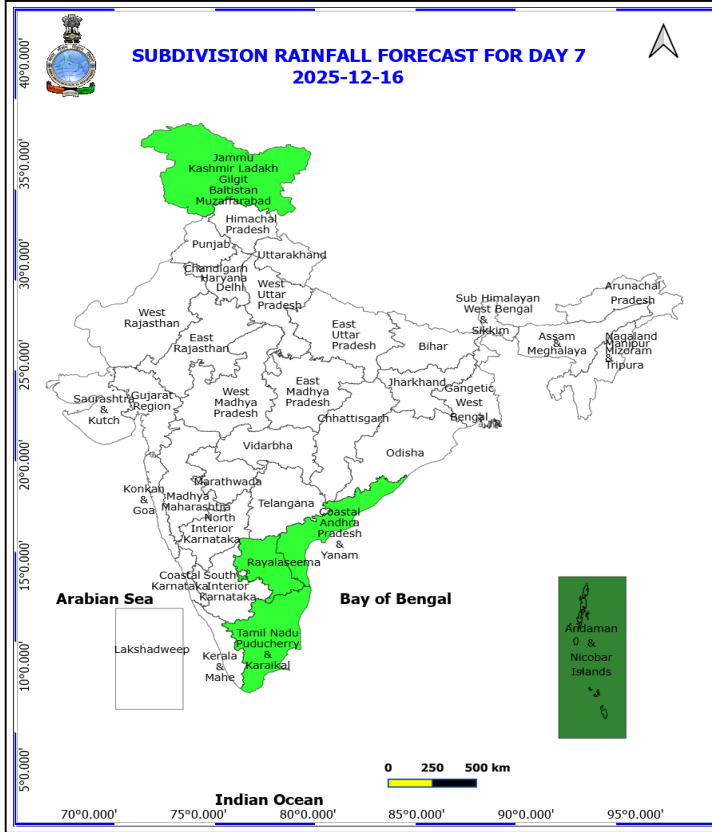 SUBDIVISION RAINFALL FORECAST FOR DAY 7
2025-12-16
40°0.000'
35°0.000'
30°0.000'
25°0.000'
20°0.000'
15°0.000'
10°0.000'
5°0.000'
Jammu
Kashmir Ladakh
Gilgit
Baltistan
Muzaffarabad
Himachal
Pradesh
Punjab
Uttarakhand
Chandigarh
Haryana
Delhi
West
Uttar
Pradesh
West
Rajasthan
East
Rajasthan
East
Uttar
Pradesh
Bihar
Sub Himalayan
West Bengal
&
Sikkim
Arunachal
Pradesh
Assam
&
Meghalaya
Nagaland
Manipur
Mizoram
&
Tripura
Saurashtra
&
Kutch
Gujarat
Region
West
Madhya
Pradesh
East
Madhya
Pradesh
Jharkhand
Gangetic
West
Bengal
Chhattisgarh
Odisha
Vidarbha
Konkan
&
Goa
Marathwada
Madhya
Maharashtra
Telangana
North
Interior
Karnataka
Coastal
Andhra
Pradesh
&
Yanam
Rayalaseema
Coastal
Karnataka
South
Interior
Karnataka
Arabian Sea
Bay of Bengal
Lakshadweep
Kerala
&
Mahe
Tamil Nadu
Puducherry
&
Karaikal
Andaman
&
Nicobar
Islands
0 250 500 km
Indian Ocean
70°0.000' 75°0.000' 80°0.000' 85°0.000' 90°0.000' 95°0.000'